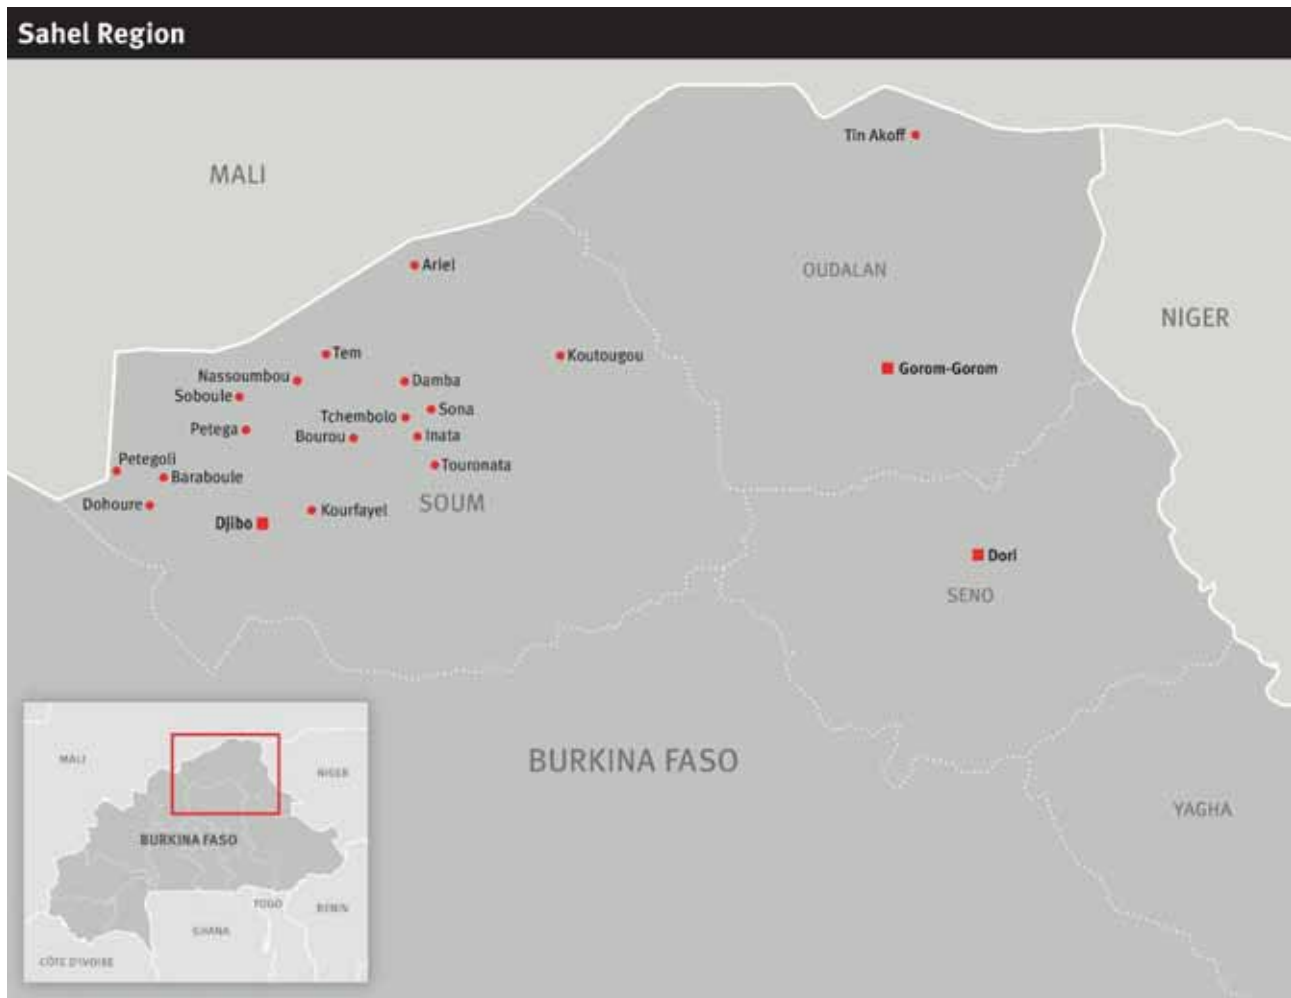 Sahel Region
Tin Akoff
MALI
Ariel
OUDALAN
NIGER
Tem
Koutougou
Nassoumbou
Damba
Gorom-Gorom
Soboule
Sona
Tchembolo
Petega
Bourou
Inata
Petegoli
Touronata
Baraboule
Dohoure
SOUM
Kourfayel
Djibo
Dori
SENO
BURKINA FASO
YAGHA
MALI
NIGER
BURKINA FASO
TOGO
BENIN
GHANA
CÔTE D'IVOIRE